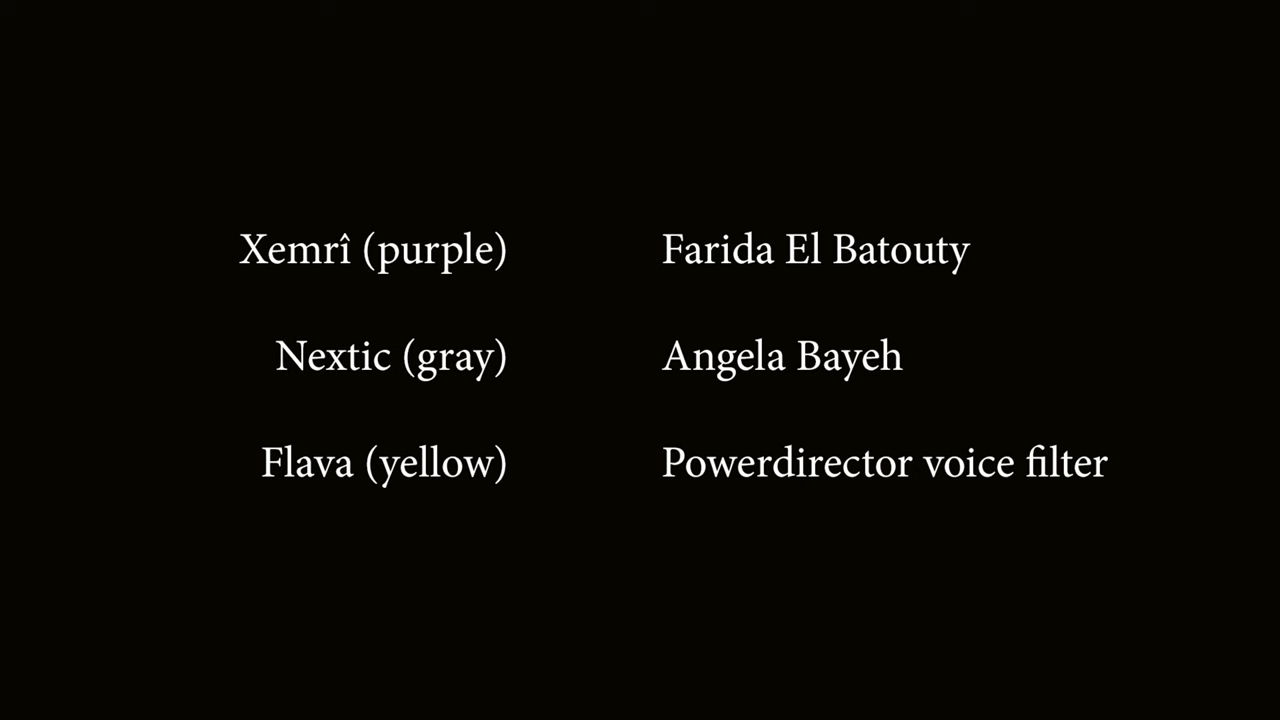 Xemrî (purple) Farida El Batouty
Nextic (gray) Angela Bayeh
Flava (yellow) Powerdirector voice filter